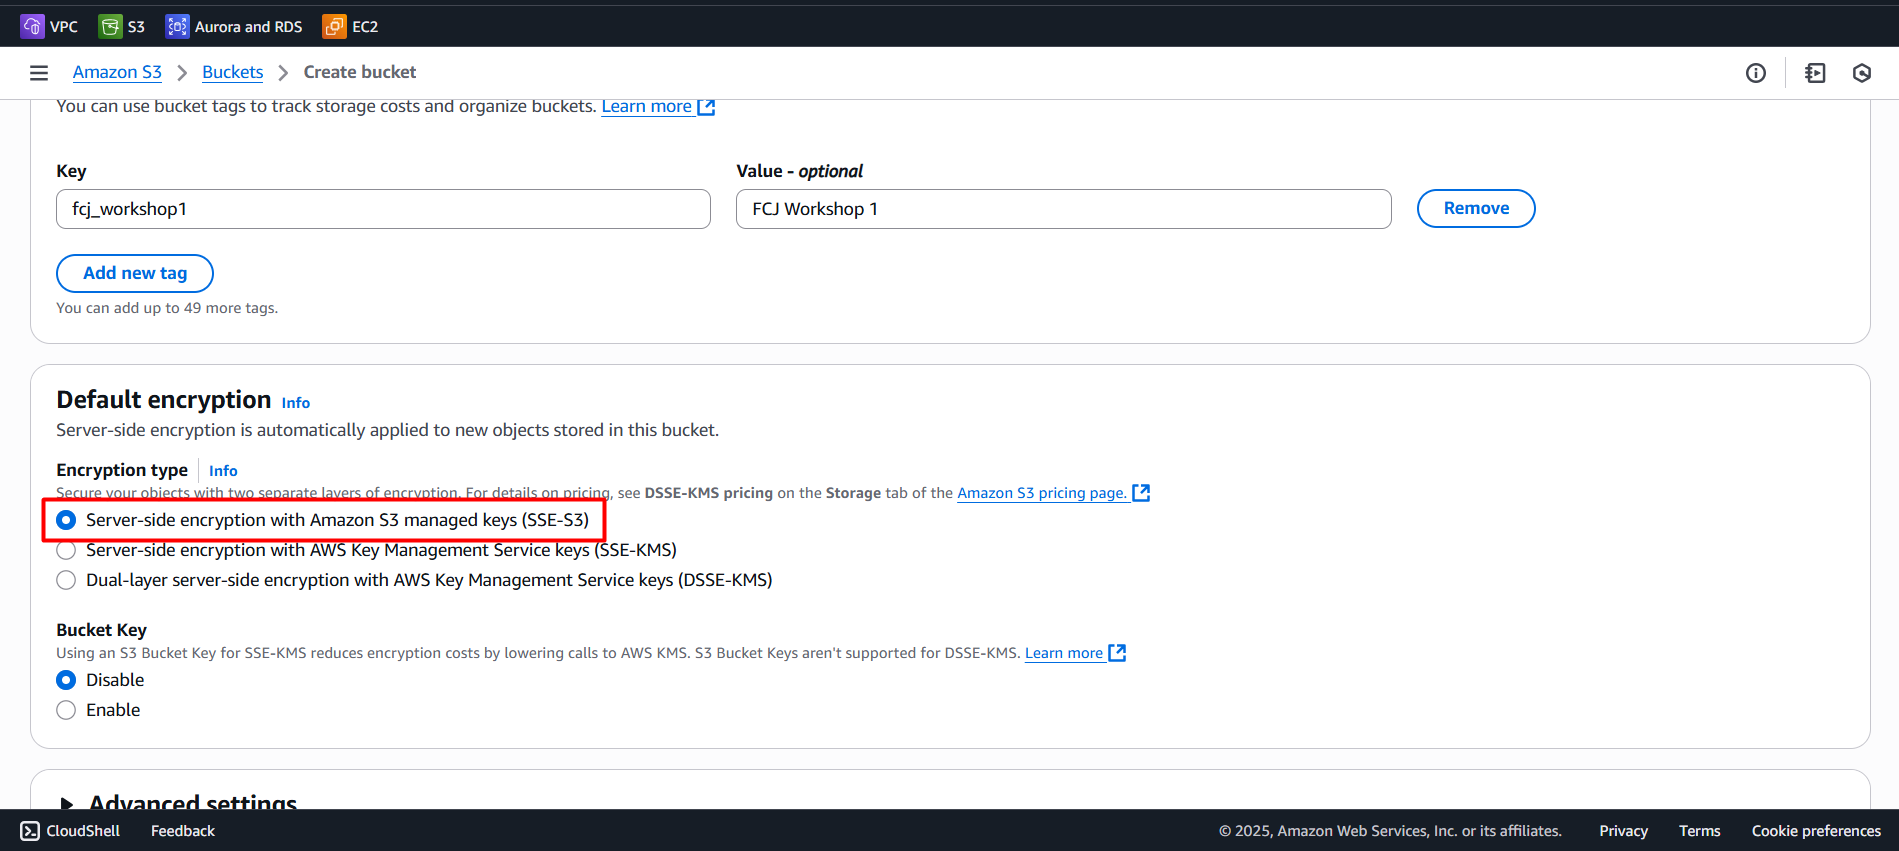 VPC S3 Aurora and RDS EC2
Amazon S3 > Buckets > Create bucket
You can use bucket tags to track storage costs and organize buckets. Learn more
Key Value - optional
fcj_workshop1 FCJ Workshop 1 Remove
Add new tag
You can add up to 49 more tags.
Default encryption Info
Server-side encryption is automatically applied to new objects stored in this bucket.
Encryption type Info
Secure your objects with two separate layers of encryption. For details on pricing, see DSSE-KMS pricing on the Storage tab of the Amazon S3 pricing page.
Server-side encryption with Amazon S3 managed keys (SSE-S3)
Server-side encryption with AWS Key Management Service keys (SSE-KMS)
Dual-layer server-side encryption with AWS Key Management Service keys (DSSE-KMS)
Bucket Key
Using an S3 Bucket Key for SSE-KMS reduces encryption costs by lowering calls to AWS KMS. S3 Bucket Keys aren't supported for DSSE-KMS. Learn more
Disable
Enable
Advanced settings
CloudShell Feedback © 2025, Amazon Web Services, Inc. or its affiliates. Privacy Terms Cookie preferences